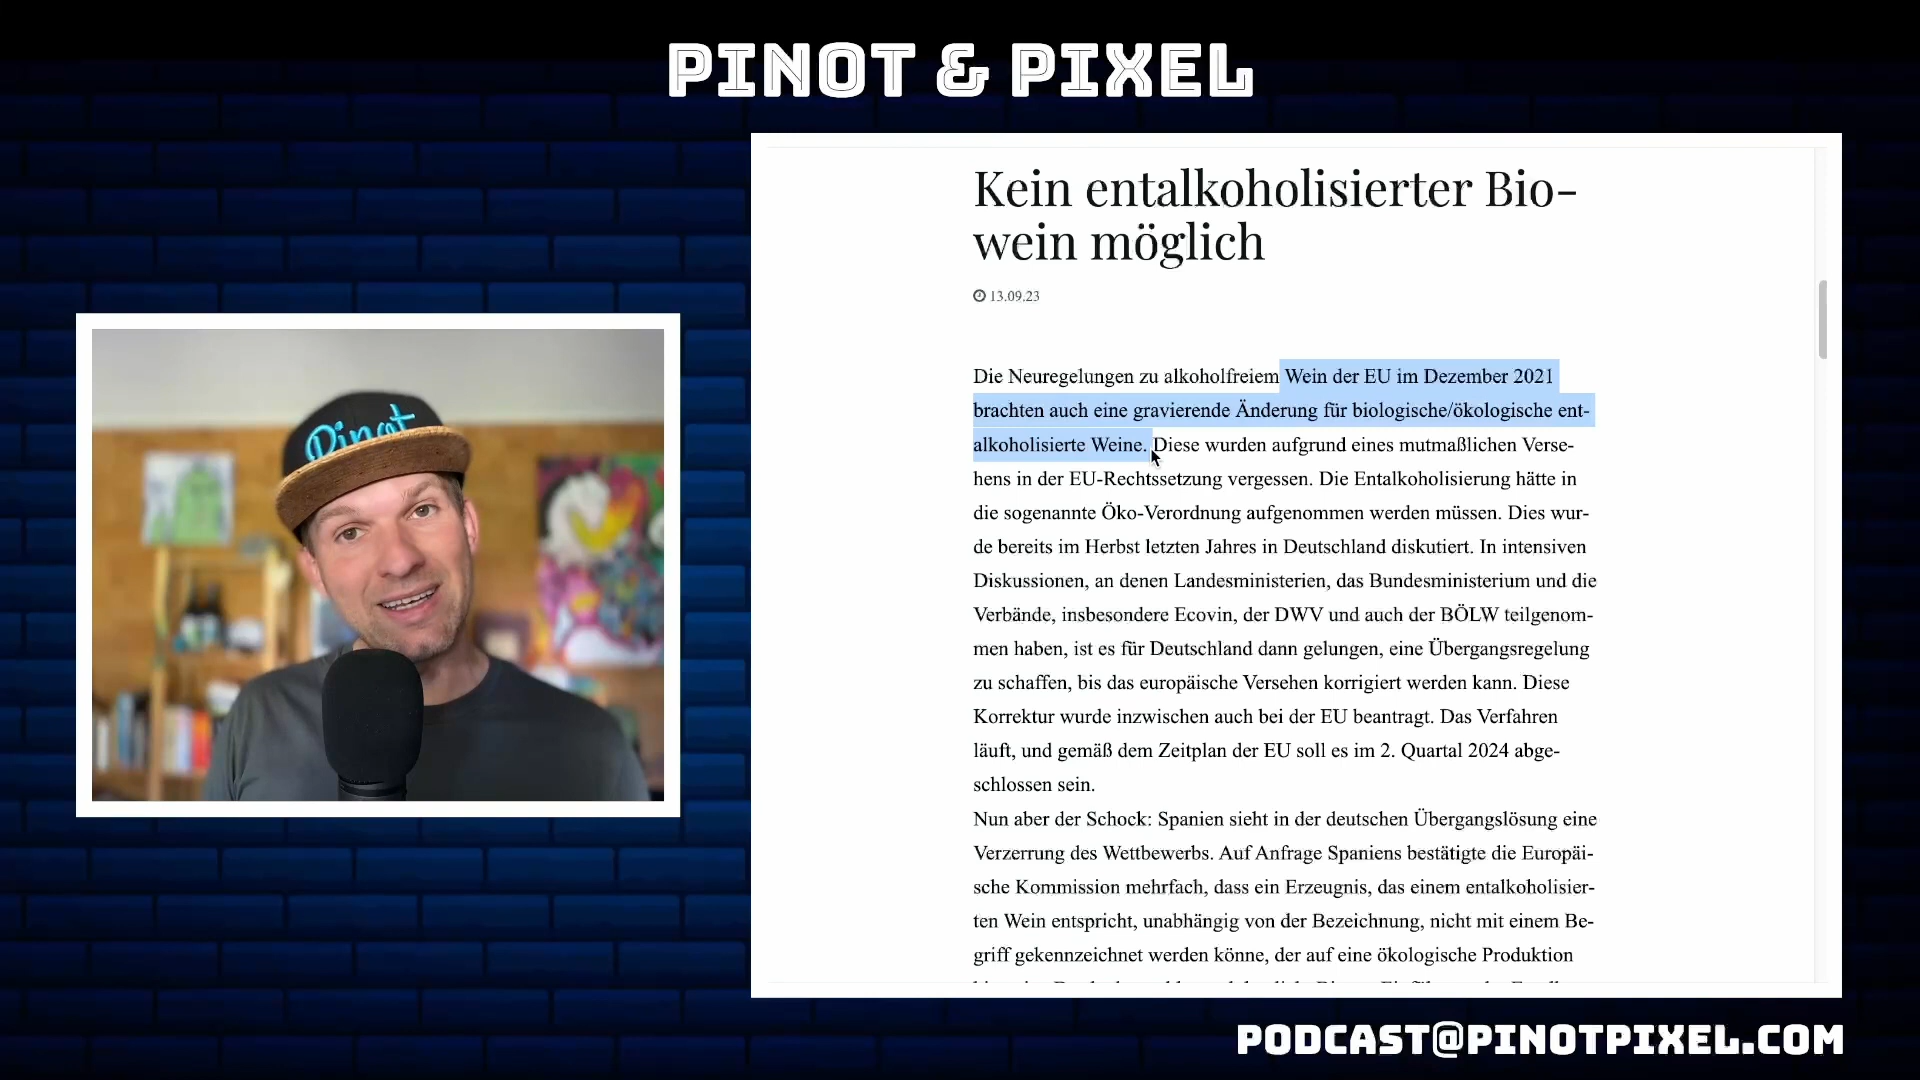 PINOT & PIXEL
Kein entalkoholisierter Bio-
wein möglich
13.09.23
Die Neuregelungen zu alkoholfreiem Wein der EU im Dezember 2021
brachten auch eine gravierende Änderung für biologische/ökologische ent-
alkoholisierte Weine. Diese wurden aufgrund eines mutmaßlichen Verse-
hens in der EU-Rechtssetzung vergessen. Die Entalkoholisierung hätte in
die sogenannte Öko-Verordnung aufgenommen werden müssen. Dies wur-
de bereits im Herbst letzten Jahres in Deutschland diskutiert. In intensiven
Diskussionen, an denen Landesministerien, das Bundesministerium und die
Verbände, insbesondere Ecovin, der DWV und auch der BÖLW teilgenom-
men haben, ist es für Deutschland dann gelungen, eine Übergangsregelung
zu schaffen, bis das europäische Versehen korrigiert werden kann. Diese
Korrektur wurde inzwischen auch bei der EU beantragt. Das Verfahren
läuft, und gemäß dem Zeitplan der EU soll es im 2. Quartal 2024 abge-
schlossen sein.
Nun aber der Schock: Spanien sieht in der deutschen Übergangslösung eine
Verzerrung des Wettbewerbs. Auf Anfrage Spaniens bestätigte die Europäi-
sche Kommission mehrfach, dass ein Erzeugnis, das einem entalkoholisier-
ten Wein entspricht, unabhängig von der Bezeichnung, nicht mit einem Be-
griff gekennzeichnet werden könne, der auf eine ökologische Produktion
Pinot
PODCAST@PINOTPIXEL.COM